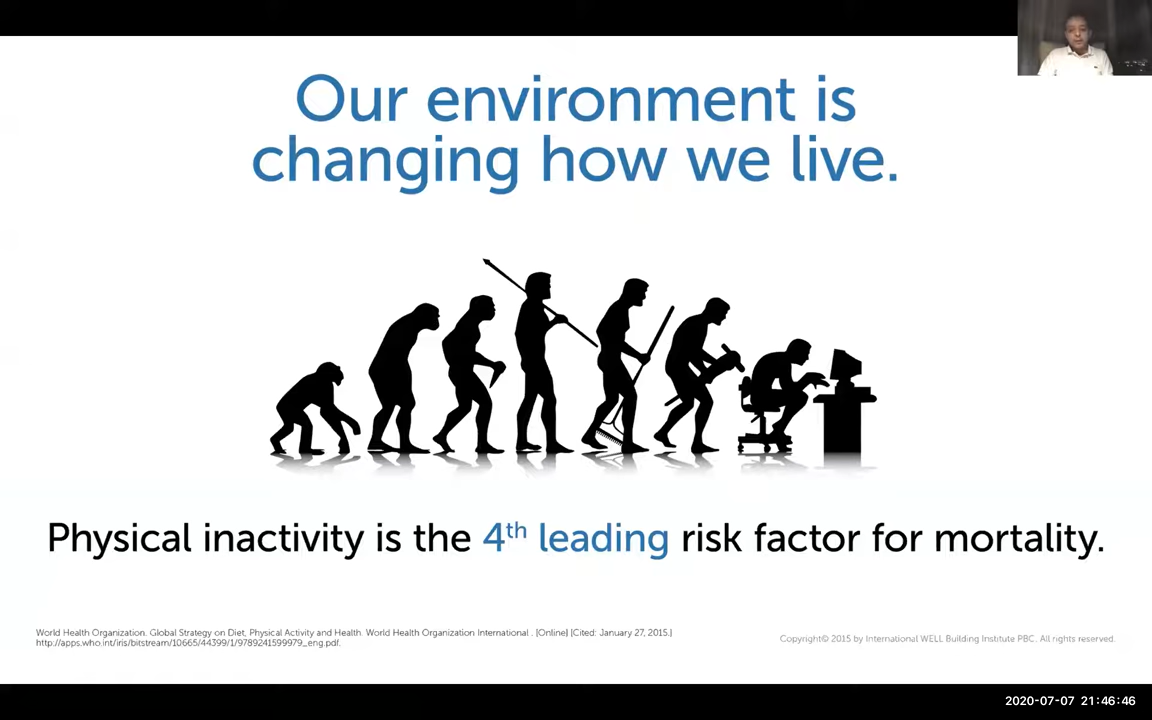 Our environment is
changing how we live.
Physical inactivity is the 4th leading risk factor for mortality.
World Health Organization. Global Strategy on Diet, Physical Activity and Health. World Health Organization International . [Online] [Cited: January 27, 2015.]
http://apps.who.int/iris/bitstream/10665/44399/1/9789241599979_eng.pdf.
Copyright© 2015 by International WELL Building Institute PBC. All rights reserved.
2020-07-07 21:46:46